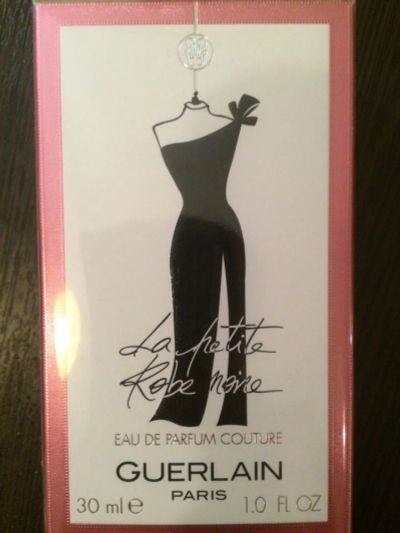 La petite
Robe noire
EAU DE PARFUM COUTURE
GUERLAIN
PARIS
30 ml e 1.0 FL OZ